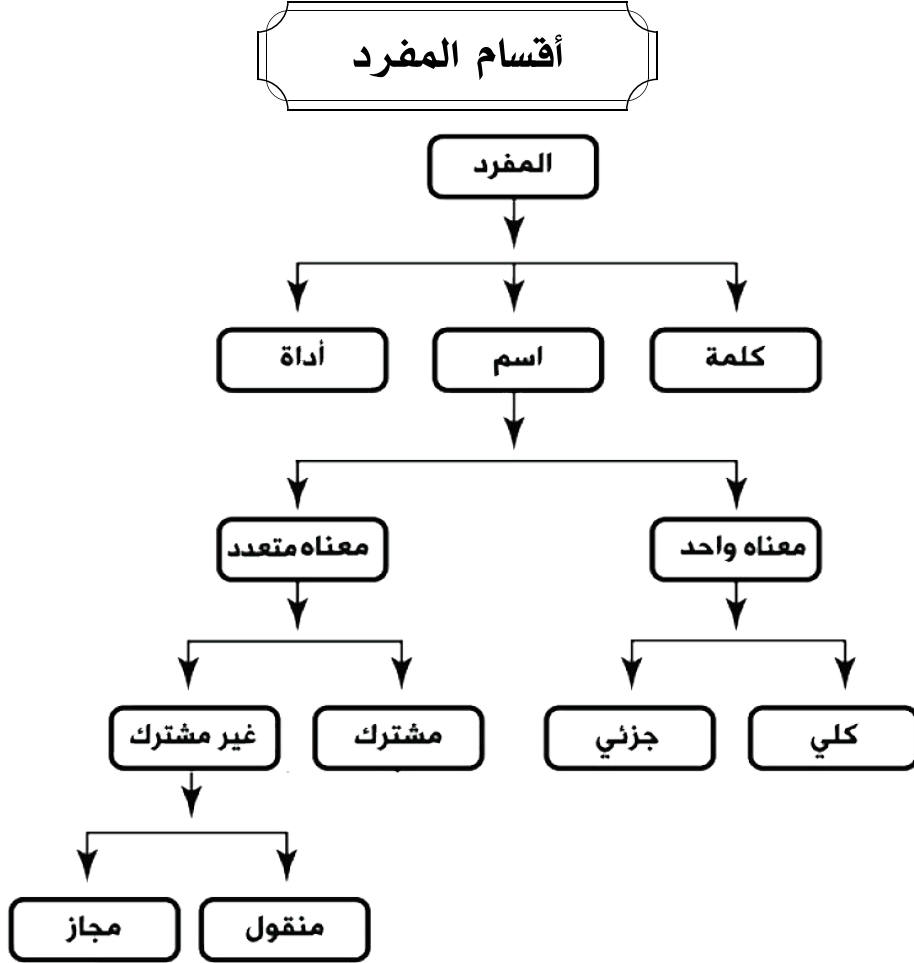 أقسام المفرد
المفرد
كلمة
اسم
أداة
معناه واحد
معناه متعدد
كلي
جزئي
مشترك
غير مشترك
منقول
مجاز